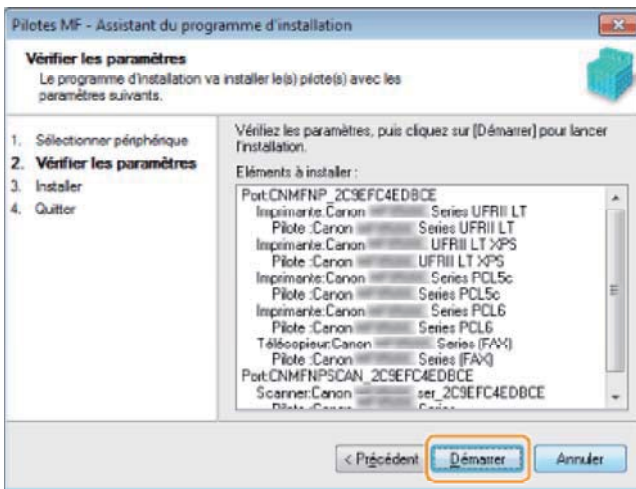 Pilotes MF - Assistant du programme d'installation
Vérifier les paramètres
Le programme d'installation va installer le(s) pilote(s) avec les
paramètres suivants.
1. Sélectionner périphérique
2. Vérifier les paramètres
3. Installer
4. Quitter
Vérifiez les paramètres, puis cliquez sur [Démarrer] pour lancer
l'installation.
Eléments à installer :
Port:CNMFNP_2C9EFC4EDBCE
Imprimante:Canon Series UFRII LT
Pilote :Canon Series UFRII LT
Imprimante:Canon UFRII LT XPS
Pilote :Canon UFRII LT XPS
Imprimante:Canon Series PCL5c
Pilote :Canon Series PCL5c
Imprimante:Canon Series PCL6
Pilote :Canon Series PCL6
Télécopieur:Canon Series (FAX)
Pilote :Canon Series (FAX)
Port:CNMFNPSCAN_2C9EFC4EDBCE
Scanner:Canon ser_2C9EFC4EDBCE
Pilote :Canon Series
< Précédent
Démarrer
Annuler